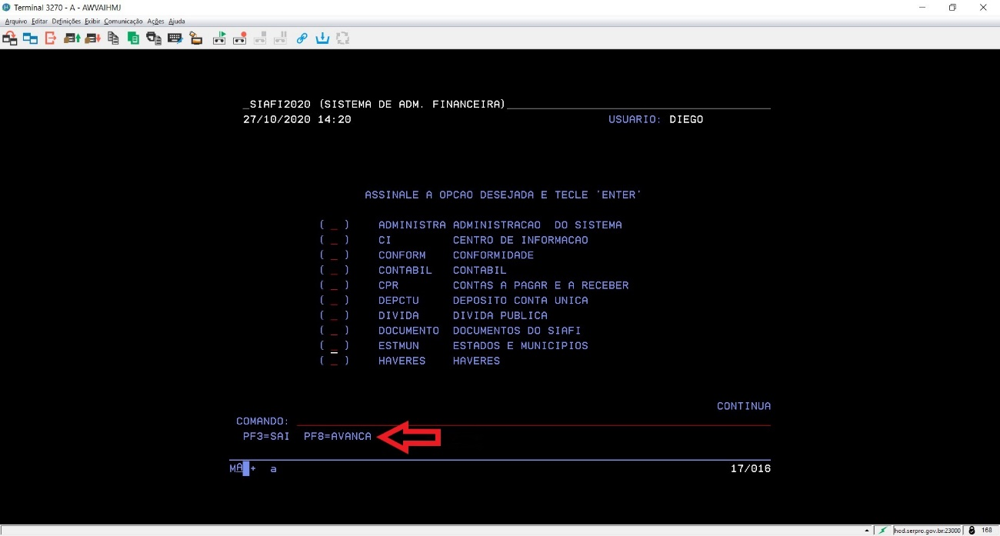 Terminal 3270 - A - AWVAIHMJ
Arquivo Editar Definições Exibir Comunicação Ações Ajuda
_SIAFI2020 (SISTEMA DE ADM. FINANCEIRA)
27/10/2020 14:20 USUARIO: DIEGO
ASSINALE A OPCAO DESEJADA E TECLE 'ENTER'
( _ ) ADMINISTRA ADMINISTRACAO DO SISTEMA
( _ ) CI CENTRO DE INFORMACAO
( _ ) CONFORM CONFORMIDADE
( _ ) CONTABIL CONTABIL
( _ ) CPR CONTAS A PAGAR E A RECEBER
( _ ) DEPCTU DEPOSITO CONTA UNICA
( _ ) DIVIDA DIVIDA PUBLICA
( _ ) DOCUMENTO DOCUMENTOS DO SIAFI
( _ ) ESTMUN ESTADOS E MUNICIPIOS
( _ ) HAVERES HAVERES
CONTINUA
COMANDO:
PF3=SAI PF8=AVANCA
MA + a 17/016
hod.serpro.gov.br:23000 168